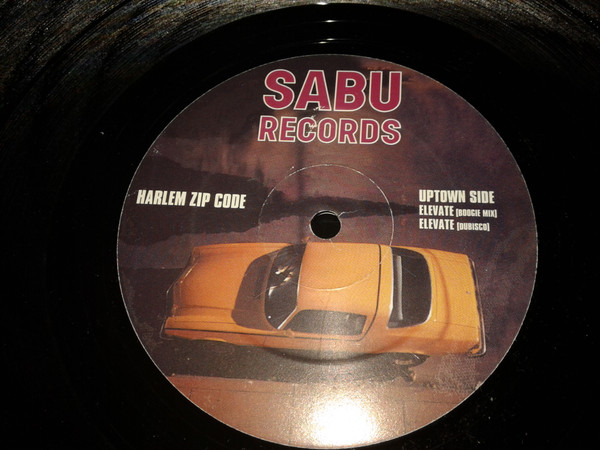 SABU
RECORDS
HARLEM ZIP CODE
UPTOWN SIDE
ELEVATE [BOOGIE MIX]
ELEVATE [DUBISCO]